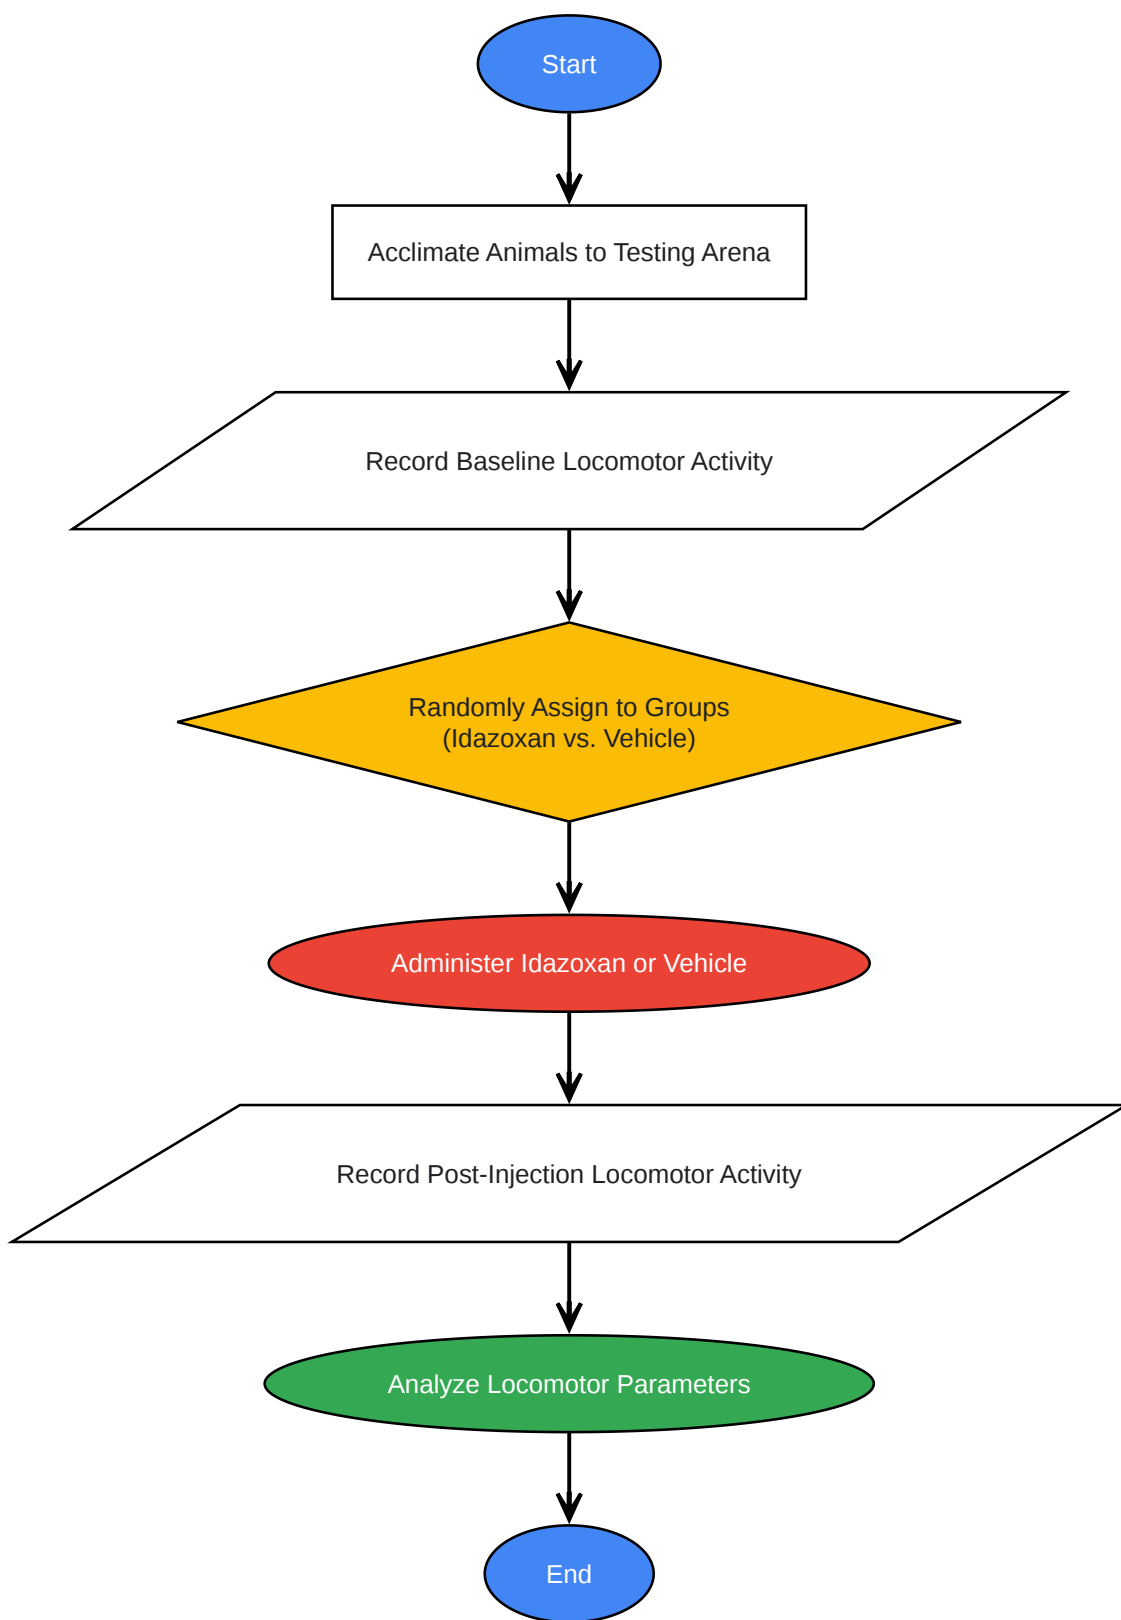 Start
Acclimate Animals to Testing Arena
Record Baseline Locomotor Activity
Randomly Assign to Groups
(Idazoxan vs. Vehicle)
Administer Idazoxan or Vehicle
Record Post-Injection Locomotor Activity
Analyze Locomotor Parameters
End